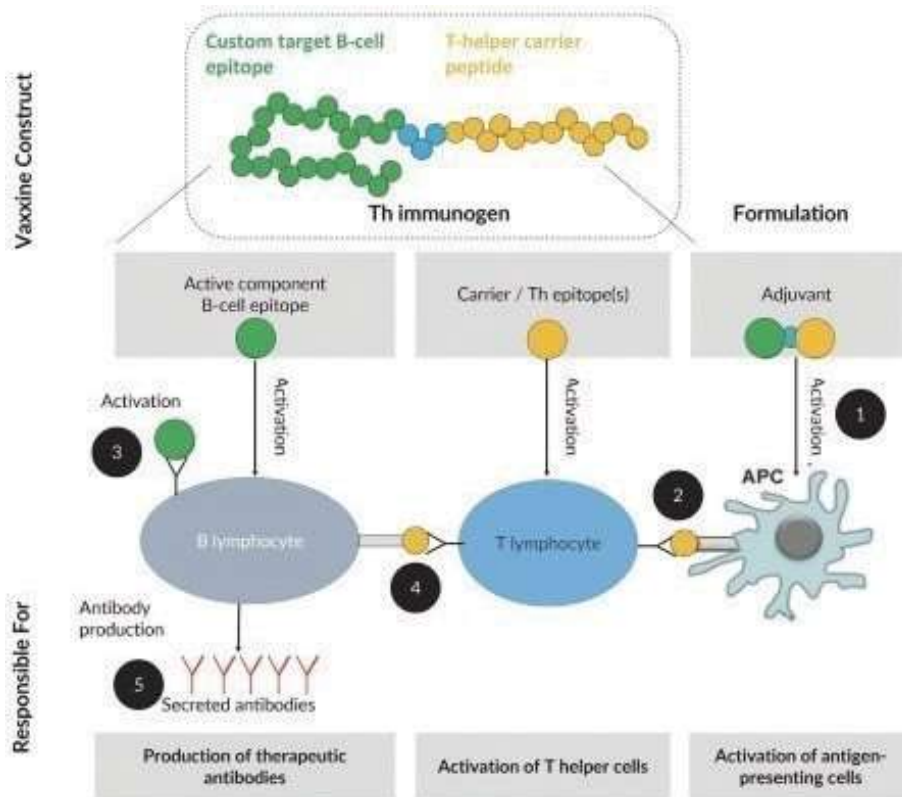 Vaxxine Construct
Custom target B-cell
epitope
T-helper carrier
peptide
Th immunogen
Formulation
Active component
B-cell epitope
Carrier / Th epitope(s)
Adjuvant
Activation
3
Activation
Activation
Activation
1
B lymphocyte
4
T lymphocyte
2
APC
Responsible For
Antibody
production
5
Secreted antibodies
Production of therapeutic
antibodies
Activation of T helper cells
Activation of antigen-
presenting cells